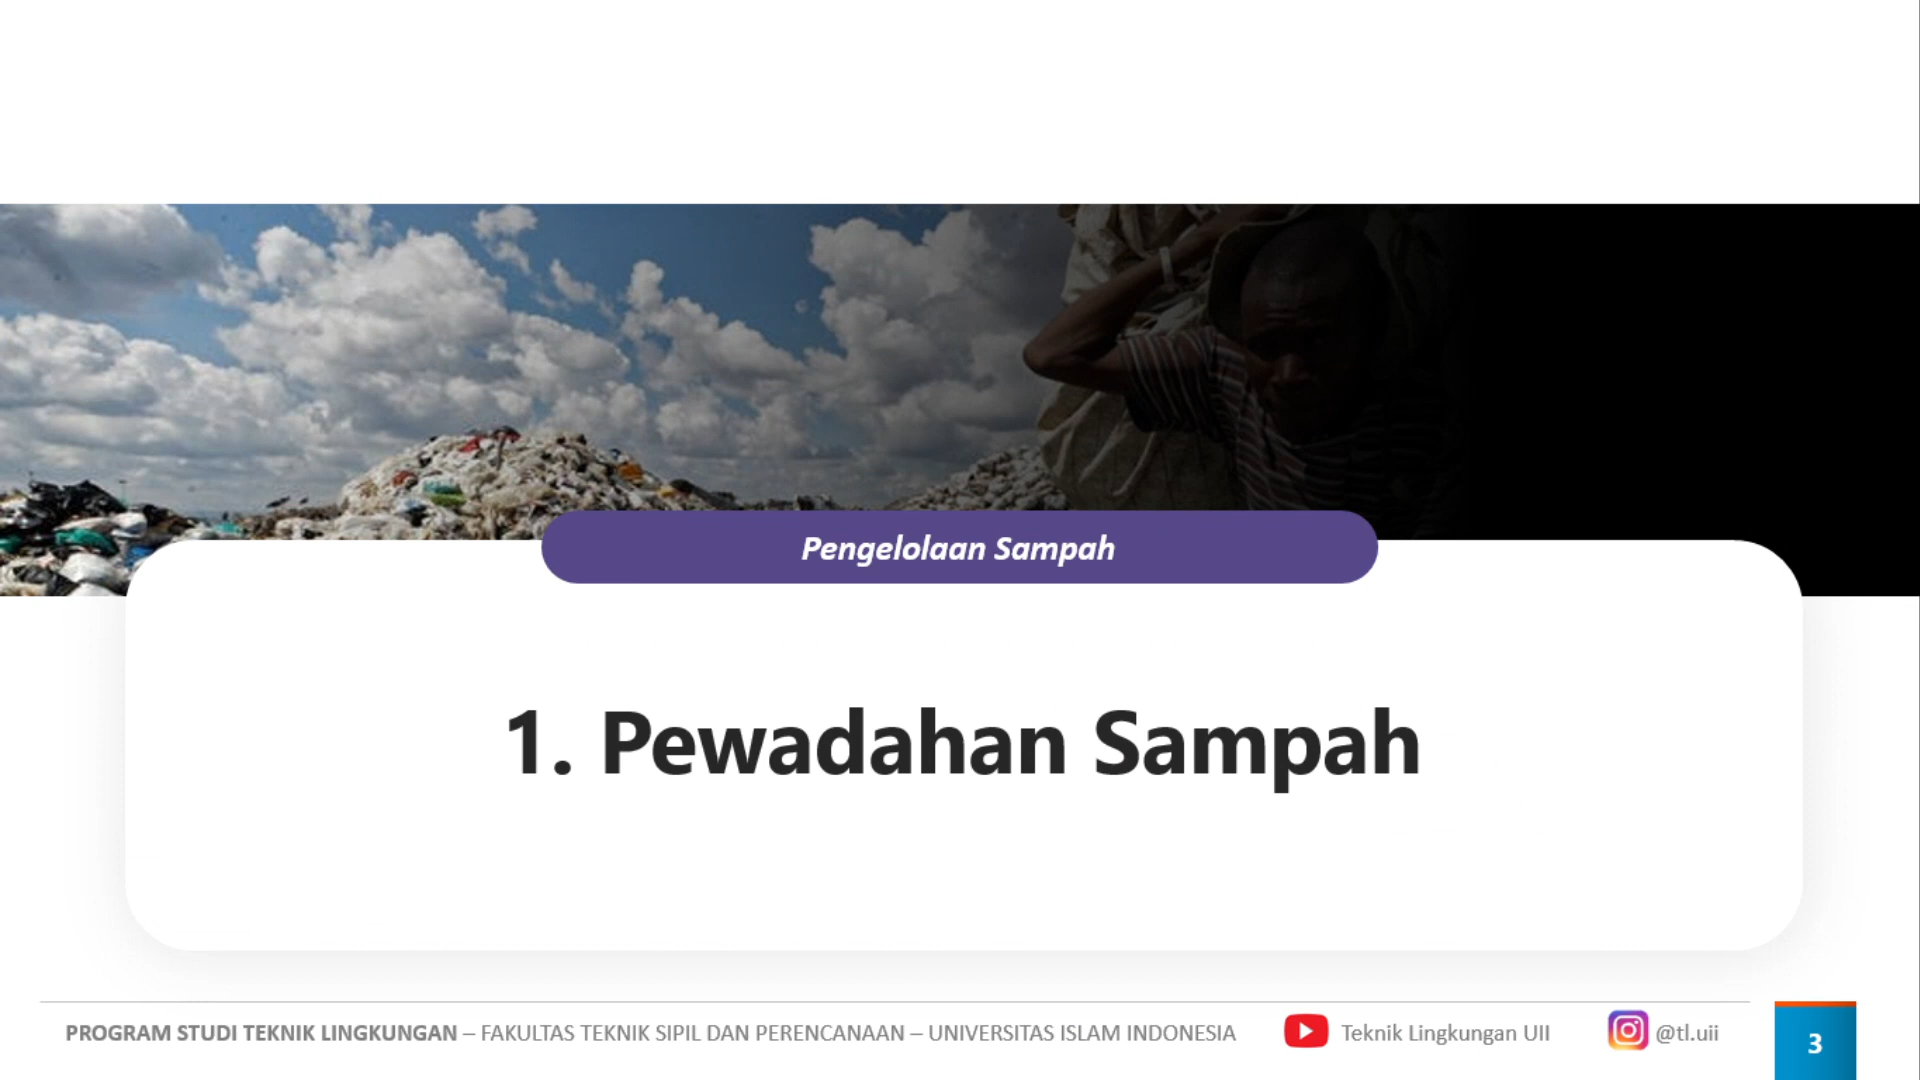 Pengelolaan Sampah
1. Pewadahan Sampah
PROGRAM STUDI TEKNIK LINGKUNGAN – FAKULTAS TEKNIK SIPIL DAN PERENCANAAN – UNIVERSITAS ISLAM INDONESIA
Teknik Lingkungan UII
@tl.uii
3